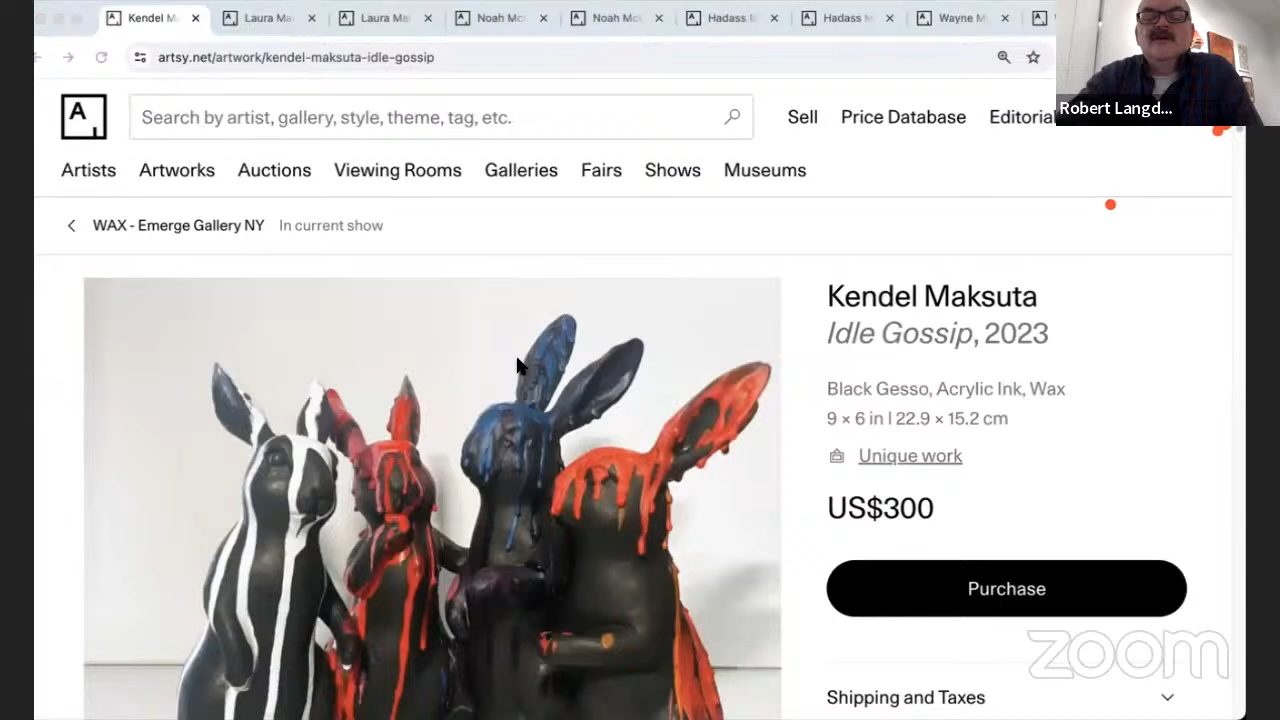 Kendel M
Laura Ma
Laura Ma
Noah Mc
Noah Mc
Hadass M
Hadass M
Wayne M
artsy.net/artwork/kendel-maksuta-idle-gossip
Robert Langd...
A
Search by artist, gallery, style, theme, tag, etc.
Sell
Price Database
Editorial
Artists
Artworks
Auctions
Viewing Rooms
Galleries
Fairs
Shows
Museums
WAX - Emerge Gallery NY
In current show
Kendel Maksuta
Idle Gossip, 2023
Black Gesso, Acrylic Ink, Wax
9 × 6 in | 22.9 × 15.2 cm
Unique work
US$300
Purchase
zoom
Shipping and Taxes